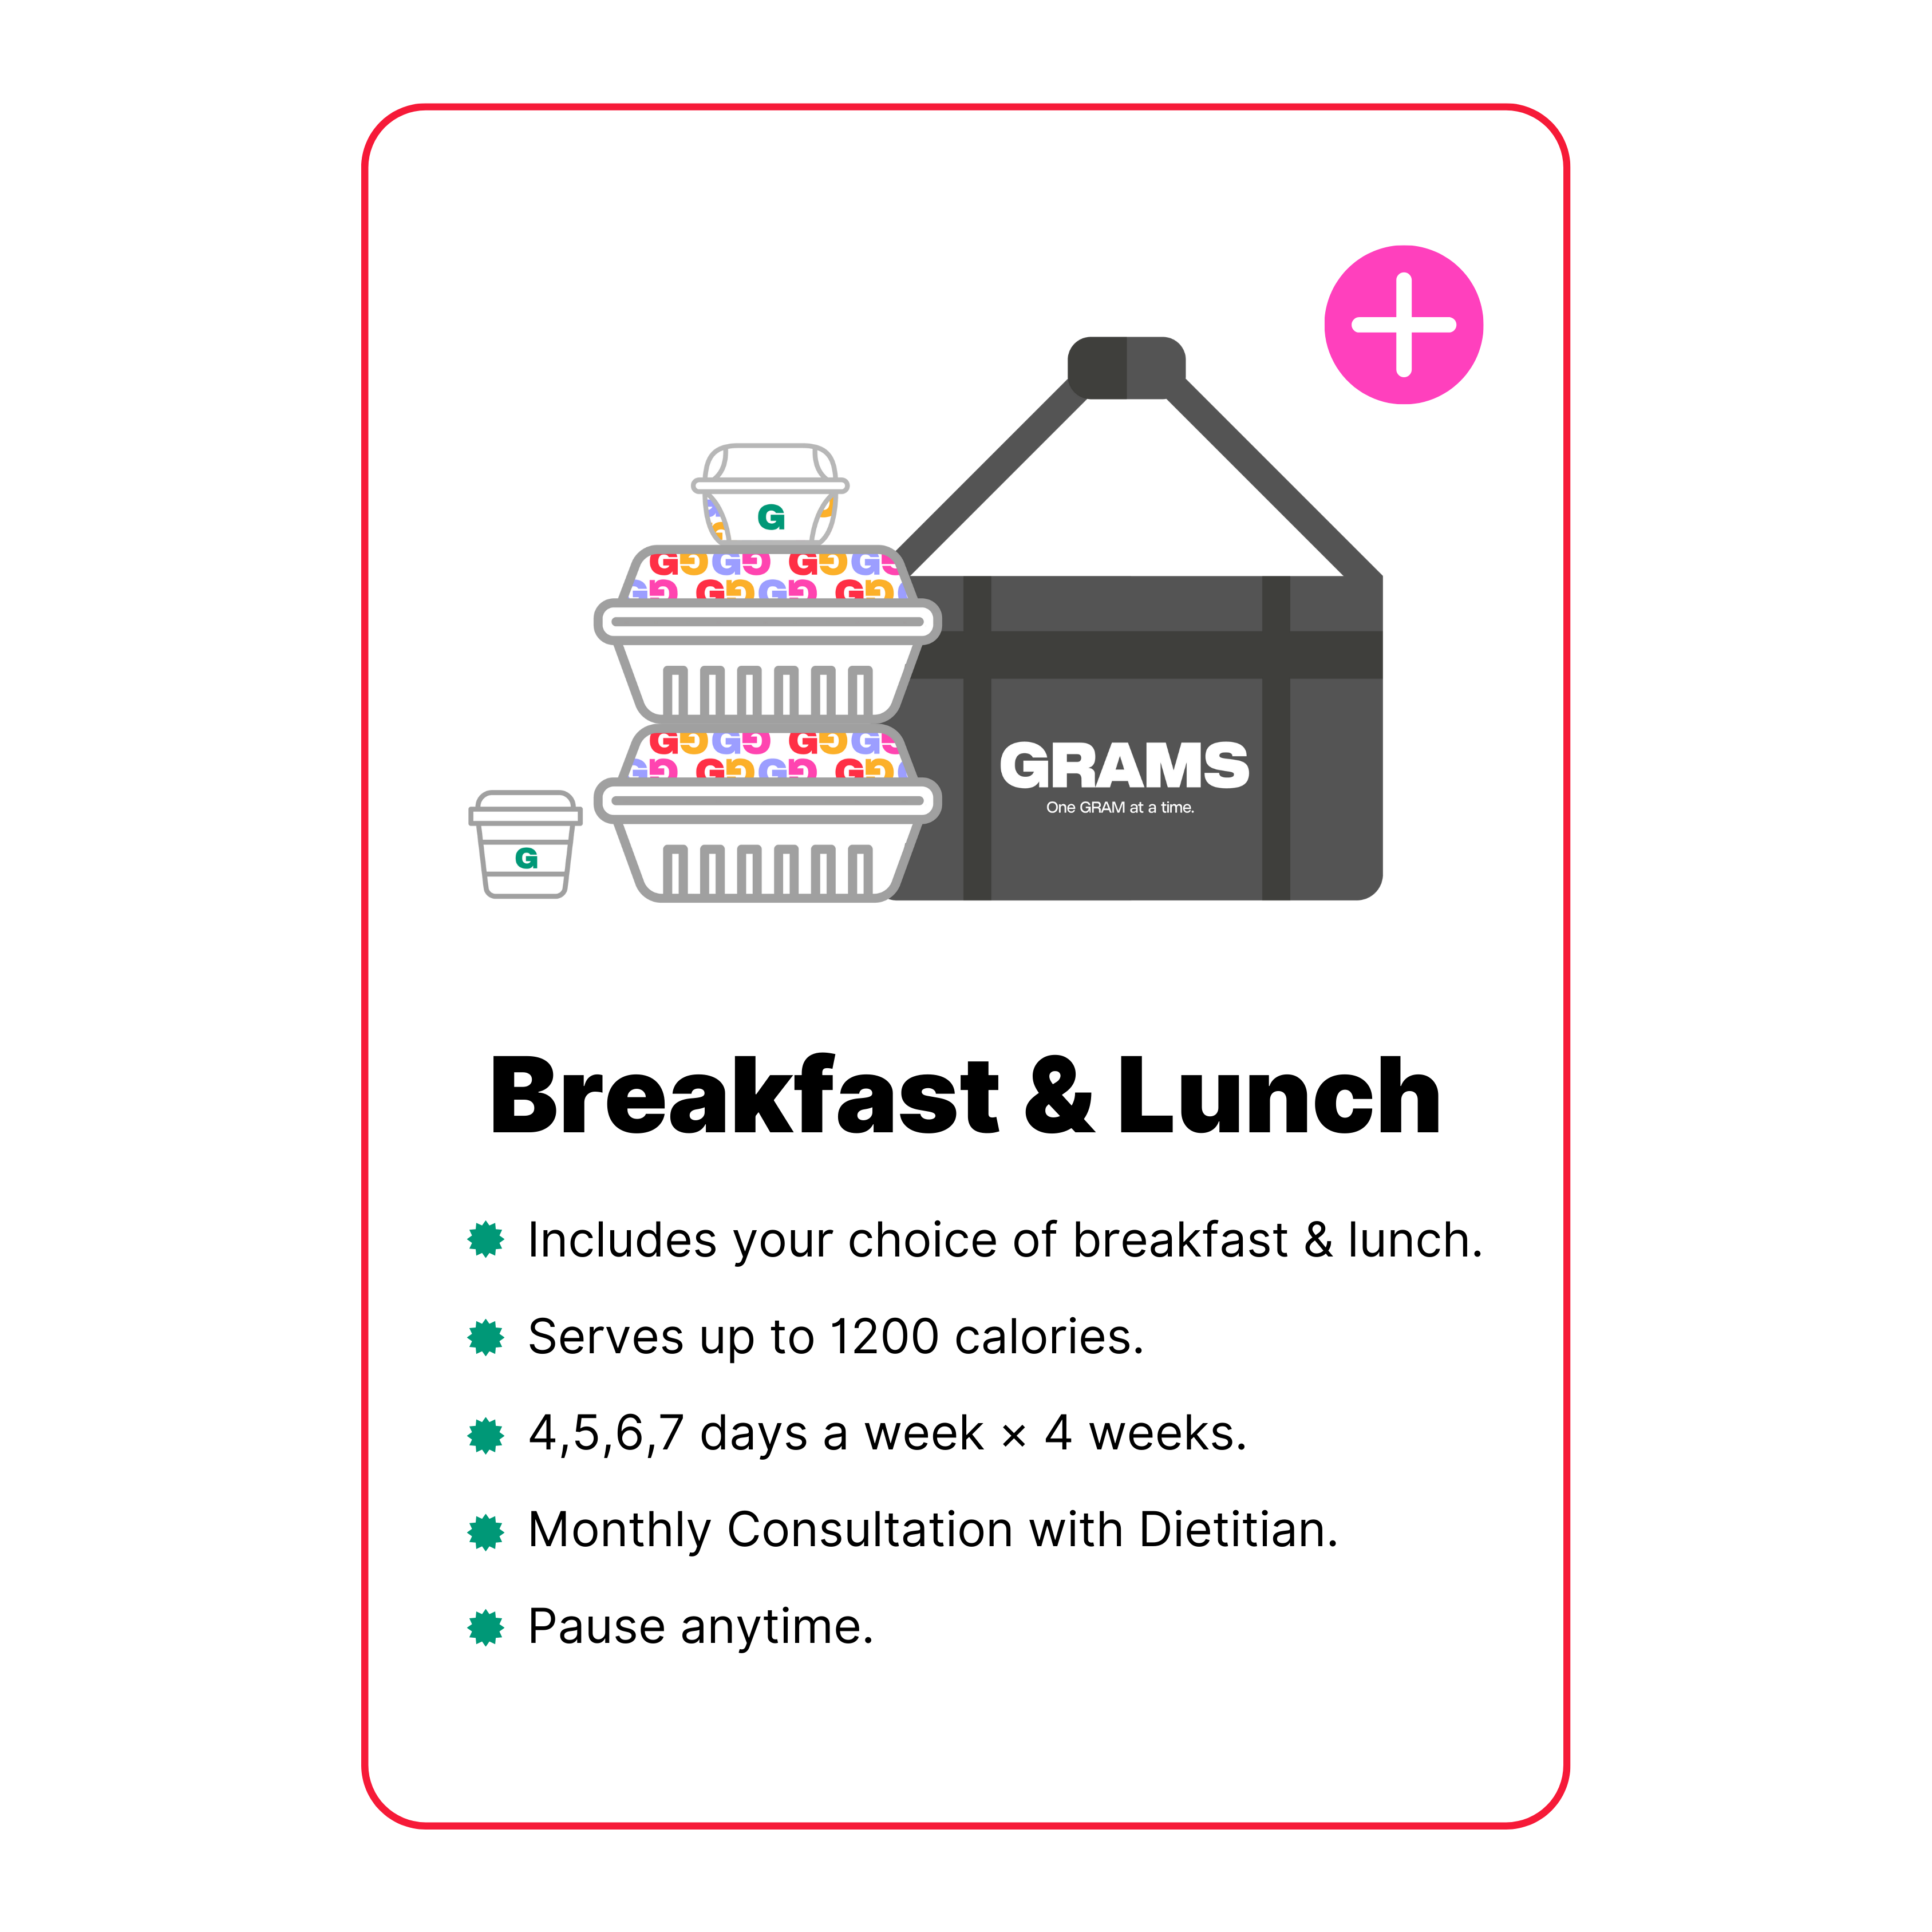 G
GRAMS
One GRAM at a time.
G
Breakfast & Lunch
Includes your choice of breakfast & lunch.
Serves up to 1200 calories.
4,5,6,7 days a week × 4 weeks.
Monthly Consultation with Dietitian.
Pause anytime.